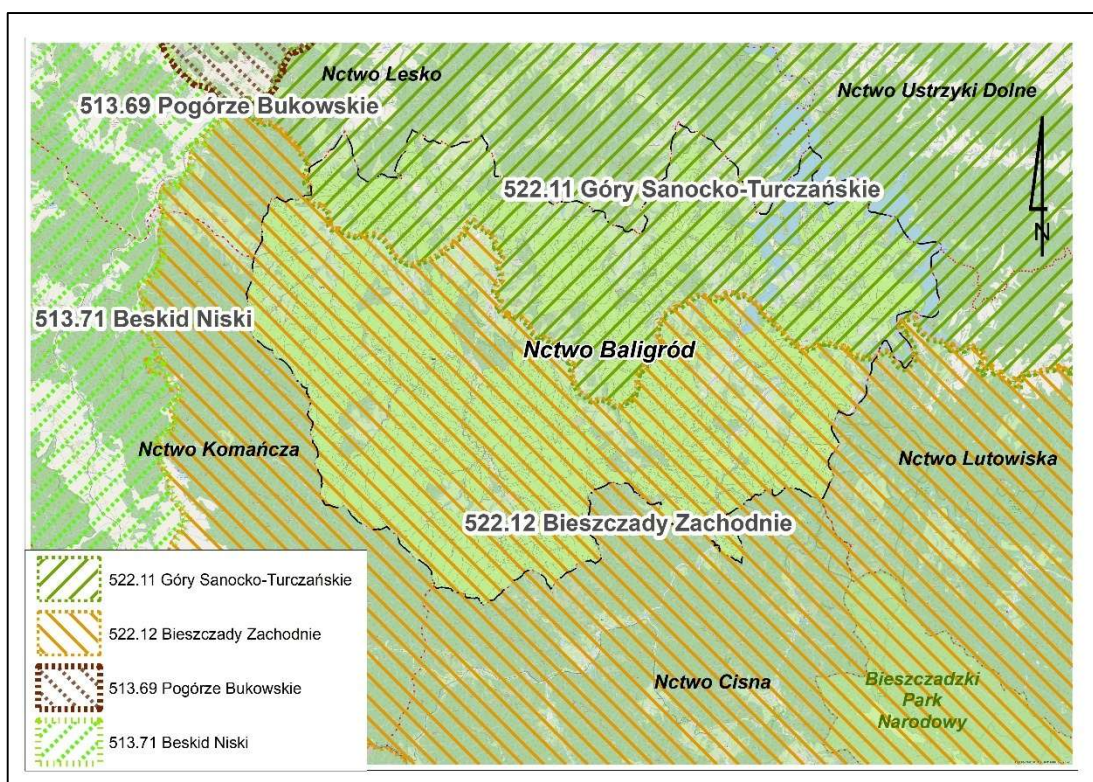 Nctwo Lesko
Nctwo Ustrzyki Dolne
513.69 Pogórze Bukowskie
522.11 Góry Sanocko-Turczańskie
N
513.71 Beskid Niski
Nctwo Baligród
Nctwo Komańcza
Nctwo Lutowiska
522.12 Bieszczady Zachodnie
522.11 Góry Sanocko-Turczańskie
522.12 Bieszczady Zachodnie
513.69 Pogórze Bukowskie
513.71 Beskid Niski
Nctwo Cisna
Bieszczadzki
Park
Narodowy